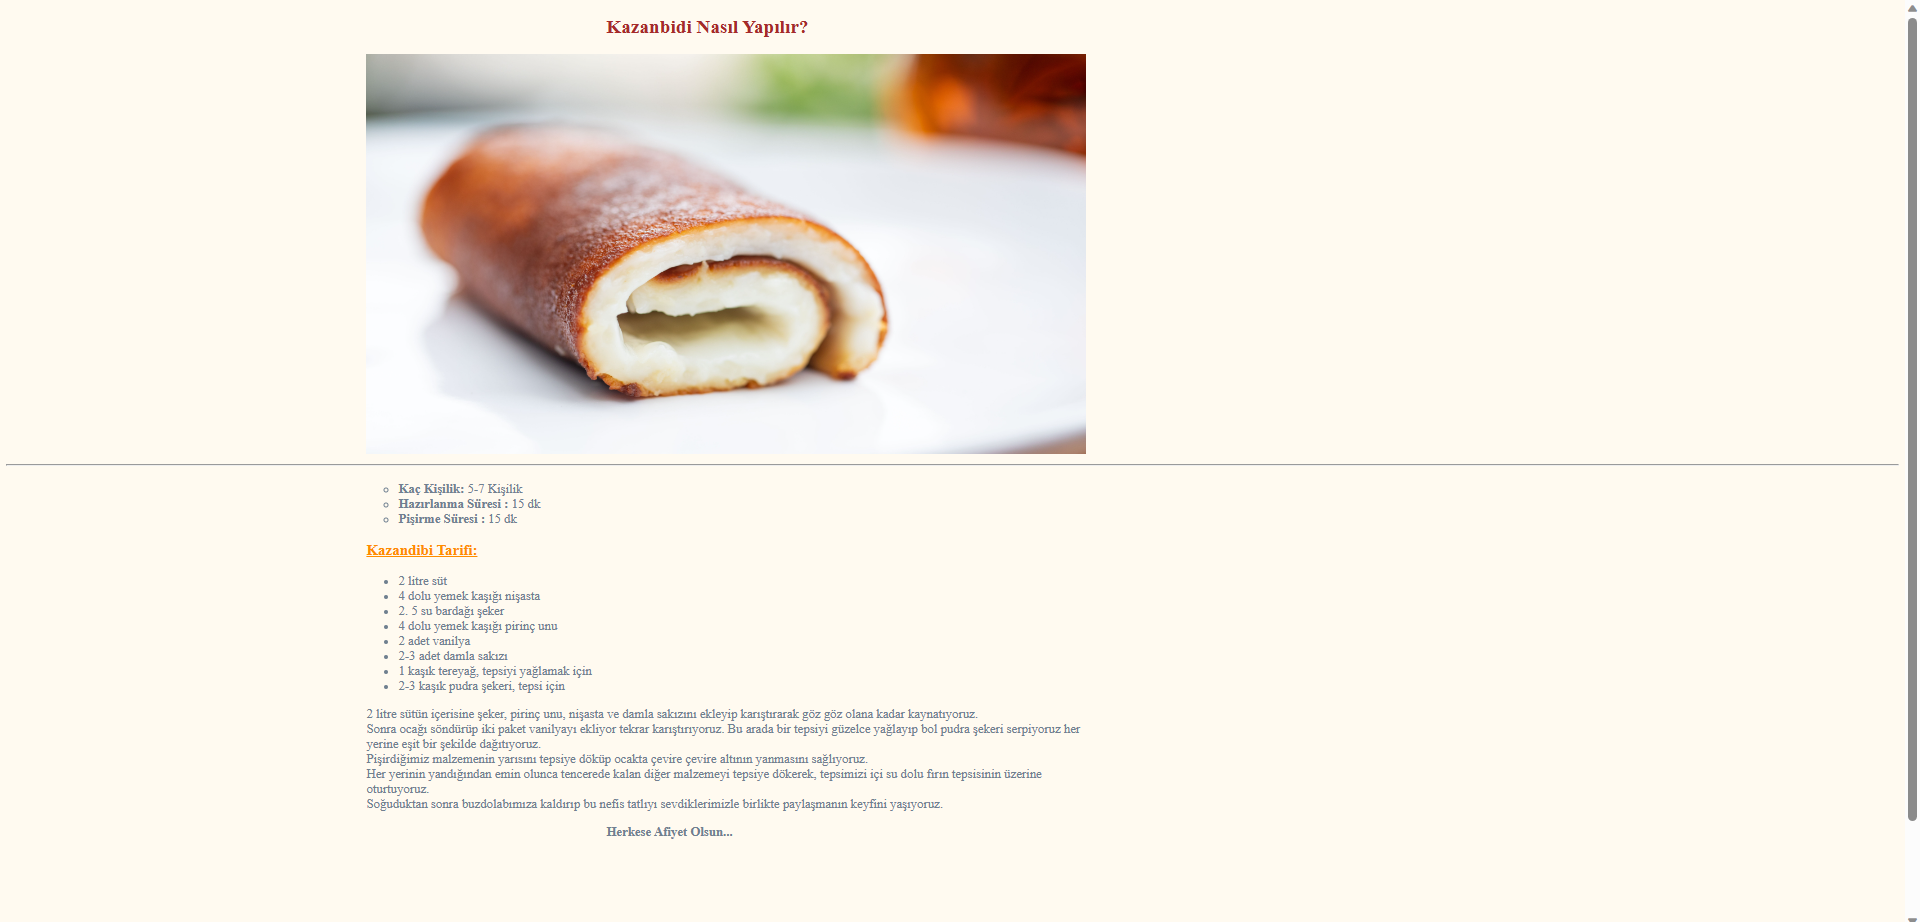 Kazanbidi Nasıl Yapılır?
Kaç Kişilik: 5-7 Kişilik
Hazırlanma Süresi : 15 dk
Pişirme Süresi : 15 dk
Kazandibi Tarifi:
2 litre süt
4 dolu yemek kaşığı nişasta
2. 5 su bardağı şeker
4 dolu yemek kaşığı pirinç unu
2 adet vanilya
2-3 adet damla sakızı
1 kaşık tereyağ, tepsiyi yağlamak için
2-3 kaşık pudra şekeri, tepsi için
2 litre sütün içerisine şeker, pirinç unu, nişasta ve damla sakızını ekleyip karıştırarak göz göz olana kadar kaynatıyoruz.
Sonra ocağı söndürüp iki paket vanilyayı ekliyor tekrar karıştırıyoruz. Bu arada bir tepsiyi güzelce yağlayıp bol pudra şekeri serpiyoruz her
yerine eşit bir şekilde dağıtıyoruz.
Pişirdiğimiz malzemenin yarısını tepsiye döküp ocakta çevire çevire altının yanmasını sağlıyoruz.
Her yerinin yandığından emin olunca tencerede kalan diğer malzemeyi tepsiye dökerek, tepsimizi içi su dolu fırın tepsisinin üzerine
oturtuyoruz.
Soğuduktan sonra buzdolabımıza kaldırıp bu nefis tatlıyı sevdiklerimizle birlikte paylaşmanın keyfini yaşıyoruz.
Herkese Afiyet Olsun...